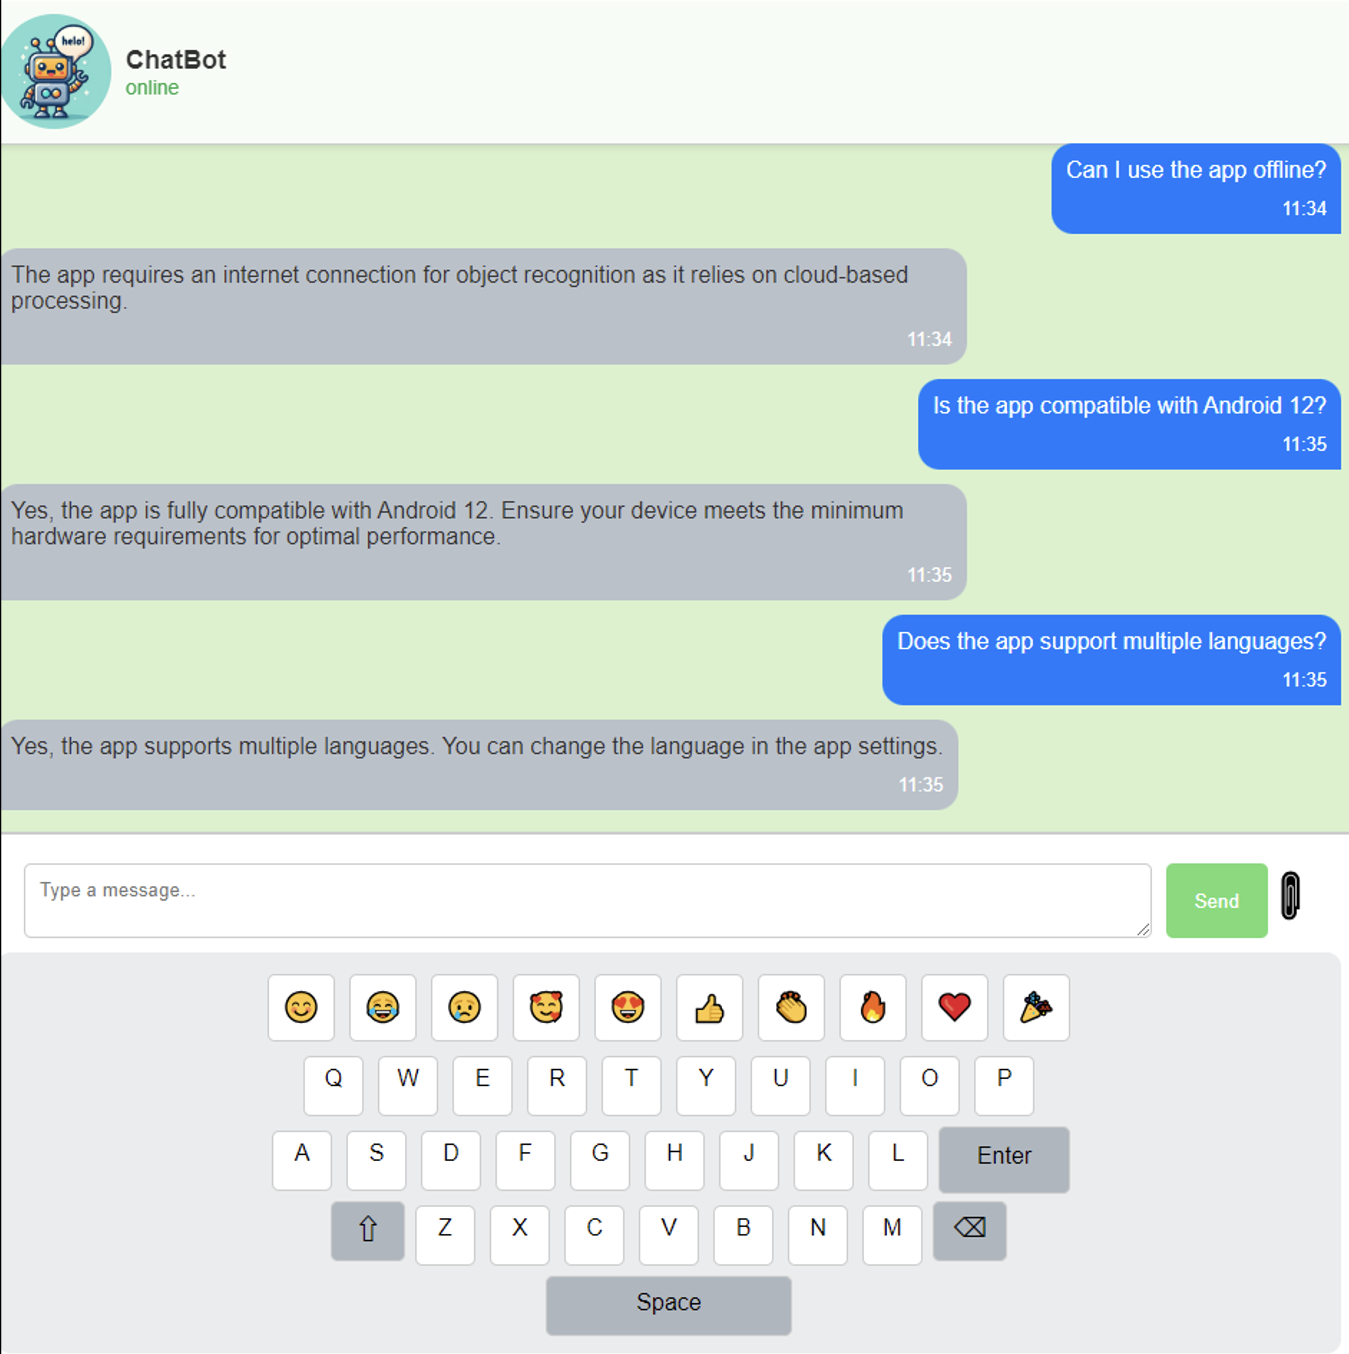 helo!
ChatBot
online
Can I use the app offline?
11:34
The app requires an internet connection for object recognition as it relies on cloud-based
processing.
11:34
Is the app compatible with Android 12?
11:35
Yes, the app is fully compatible with Android 12. Ensure your device meets the minimum
hardware requirements for optimal performance.
11:35
Does the app support multiple languages?
11:35
Yes, the app supports multiple languages. You can change the language in the app settings.
11:35
Type a message...
Send
Q W E R T Y U I O P
A S D F G H J K L Enter
Z X C V B N M
Space